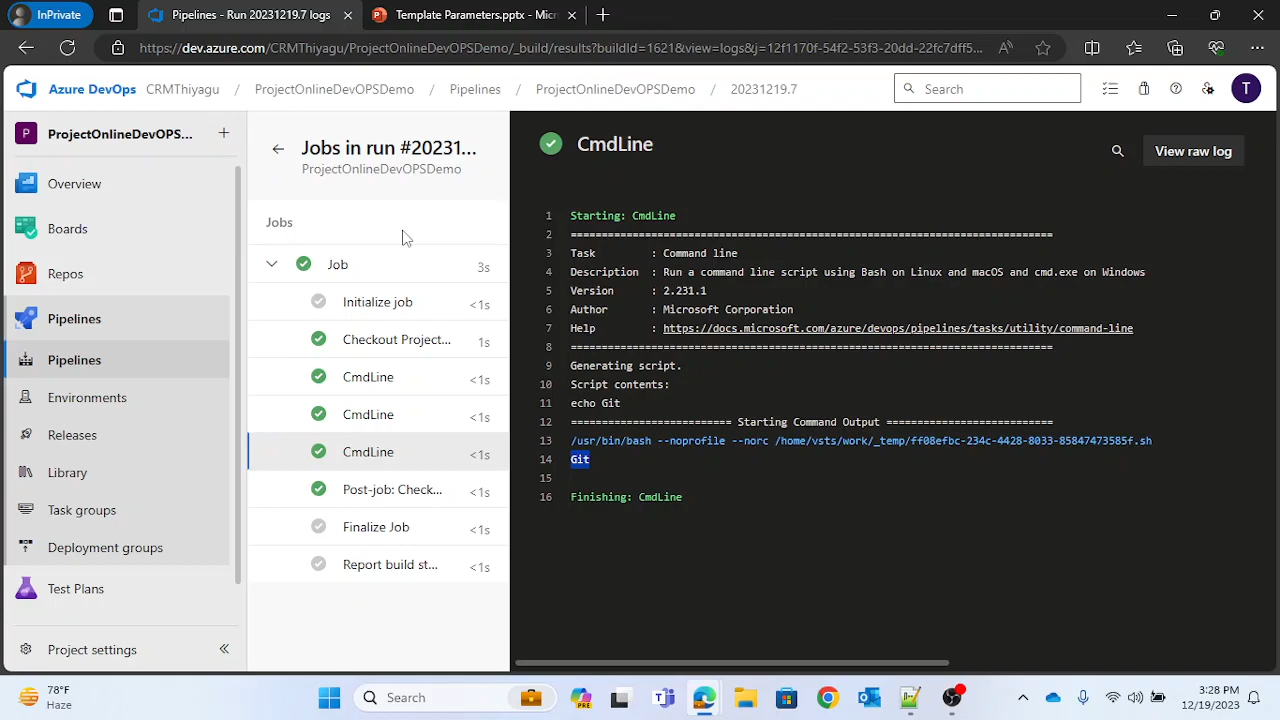 InPrivate
Pipelines - Run 20231219.7 logs
Template Parameters.pptx - Micr
https://dev.azure.com/CRMThiyagu/ProjectOnlineDevOPSDemo/_build/results?buildId=1621&view=logs&j=12f1170f-54f2-53f3-20dd-22fc7dff5...
Azure DevOps
CRMThiyagu / ProjectOnlineDevOPSDemo / Pipelines / ProjectOnlineDevOPSDemo / 20231219.7
Search
T
P
ProjectOnlineDevOPS...
Overview
Boards
Repos
Pipelines
Pipelines
Environments
Releases
Library
Task groups
Deployment groups
Test Plans
Project settings
Jobs in run #20231...
ProjectOnlineDevOPSDemo
Jobs
Job 3s
Initialize job <1s
Checkout Project... 1s
CmdLine <1s
CmdLine <1s
CmdLine <1s
Post-job: Check... <1s
Finalize Job <1s
Report build st... <1s
CmdLine
View raw log
1 Starting: CmdLine
2 ==============================================================================
3 Task : Command line
4 Description : Run a command line script using Bash on Linux and macOS and cmd.exe on Windows
5 Version : 2.231.1
6 Author : Microsoft Corporation
7 Help : https://docs.microsoft.com/azure/devops/pipelines/tasks/utility/command-line
8 ==============================================================================
9 Generating script.
10 Script contents:
11 echo Git
12 ========================== Starting Command Output ===========================
13 /usr/bin/bash --noprofile --norc /home/vsts/work/_temp/ff08efbc-234c-4428-8033-85847473585f.sh
14 Git
15
16 Finishing: CmdLine
78°F
Haze
Search
PRE
3:28 PM
12/19/2023